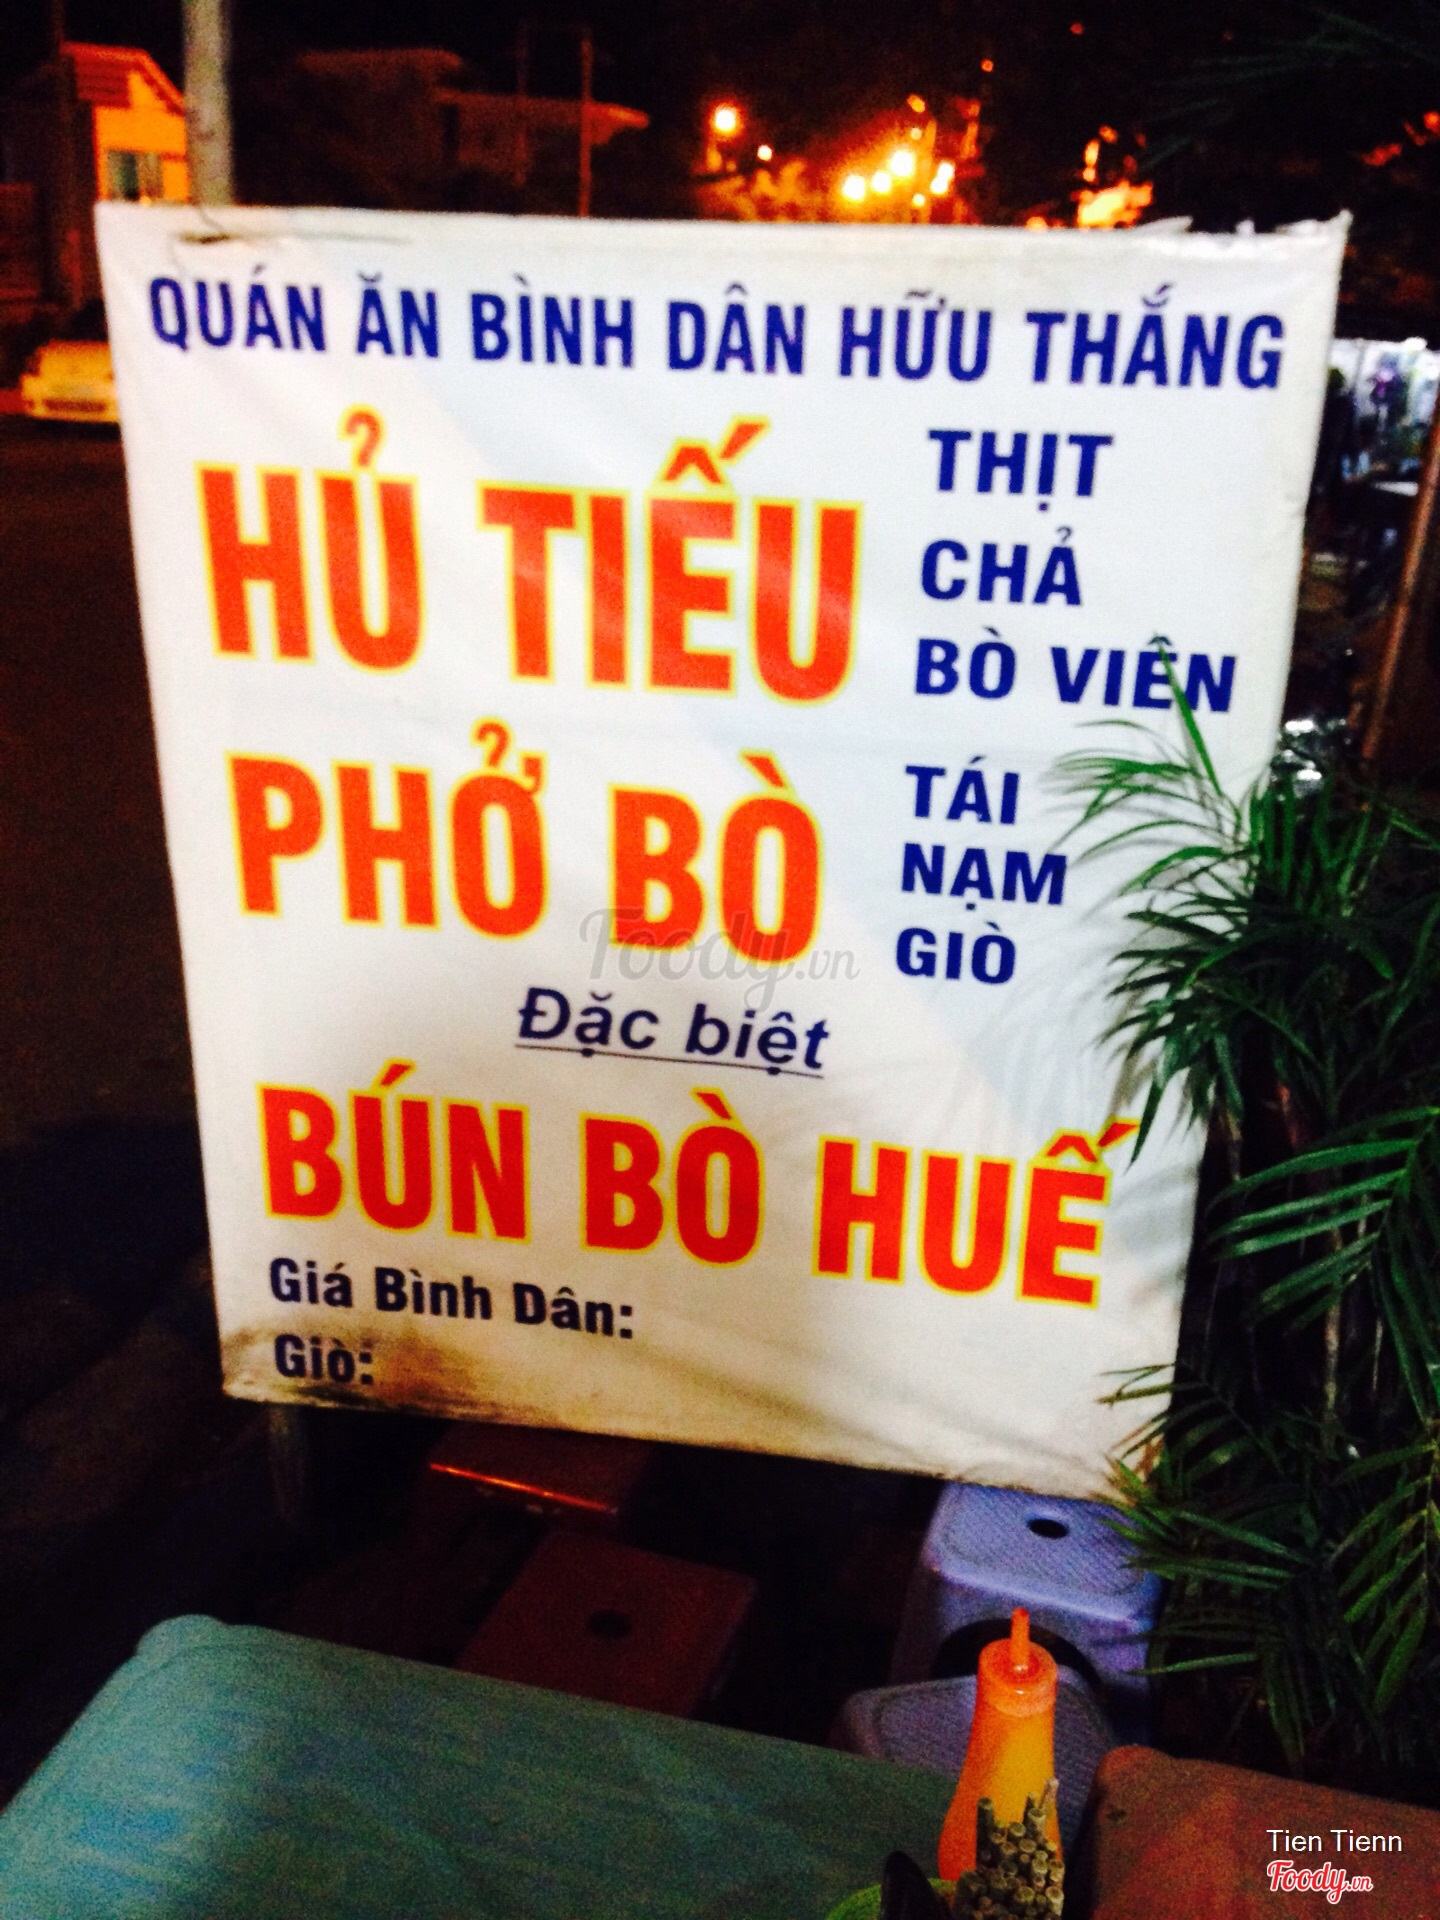 QUÁN ĂN BÌNH DÂN HỮU THẮNG
HỦ TIẾU
THỊT
CHẢ
BÒ VIÊN
PHỞ BÒ
TÁI
NẠM
GIÒ
Đặc biệt
BÚN BÒ HUẾ
Giá Bình Dân:
Giò:
Foody.vn
Tien Tienn
Foody.vn